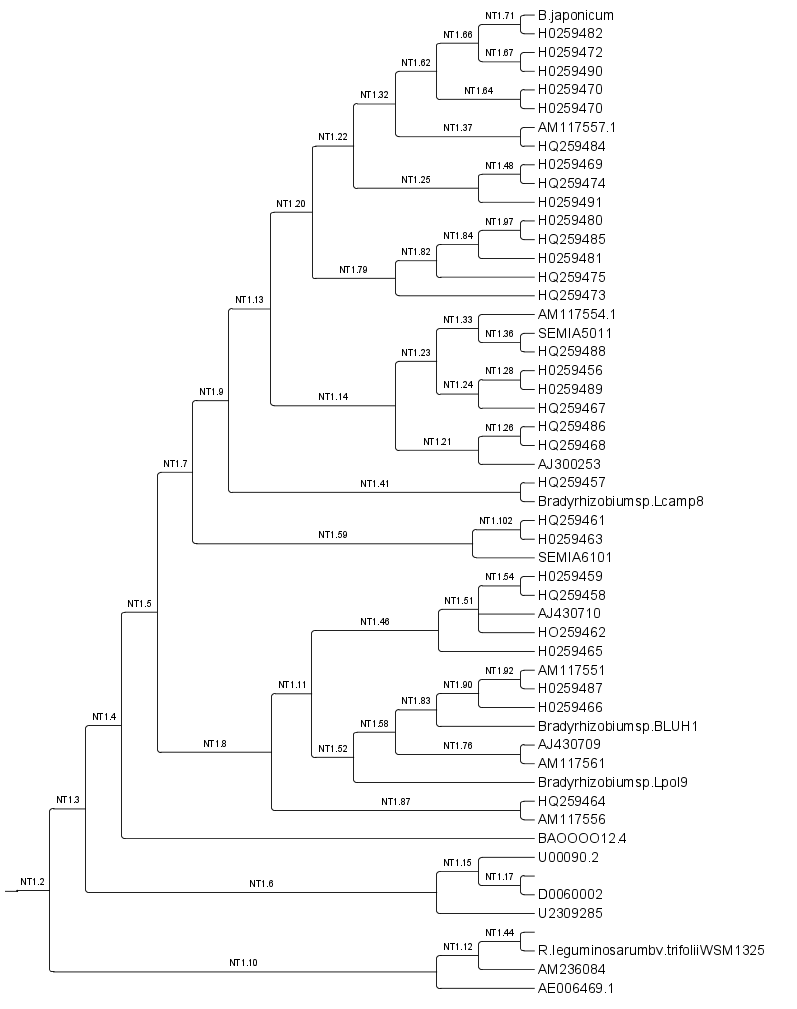 NT1.71 B.japonicum
NT1.66 H0259482
NT1.67 H0259472
NT1.62 H0259490
NT1.64 H0259470
NT1.32 H0259470
NT1.37 AM117557.1
NT1.22 HQ259484
NT1.48 H0259469
NT1.25 HQ259474
H0259491
NT1.20 NT1.97 H0259480
NT1.84 HQ259485
NT1.82 H0259481
NT1.79 HQ259475
HQ259473
NT1.13 NT1.33 AM117554.1
NT1.36 SEMIA5011
NT1.23 HQ259488
NT1.28 H0259456
NT1.24 H0259489
NT1.9 NT1.14 HQ259467
NT1.26 HQ259486
NT1.21 HQ259468
NT1.7 AJ300253
NT1.41 HQ259457
Bradyrhizobiumsp.Lcamp8
NT1.102 HQ259461
NT1.59 H0259463
SEMIA6101
NT1.54 H0259459
NT1.5 NT1.51 HQ259458
NT1.46 AJ430710
HO259462
H0259465
NT1.92 AM117551
NT1.11 NT1.90 H0259487
NT1.83 H0259466
NT1.4 NT1.58 Bradyrhizobiumsp.BLUH1
NT1.8 NT1.52 NT1.76 AJ430709
AM117561
Bradyrhizobiumsp.Lpol9
NT1.3 NT1.87 HQ259464
AM117556
BAOOOO12.4
NT1.15 U00090.2
NT1.2 NT1.6 NT1.17
D0060002
U2309285
NT1.44
NT1.12 R.leguminosarumbv.trifoliiWSM1325
NT1.10 AM236084
AE006469.1